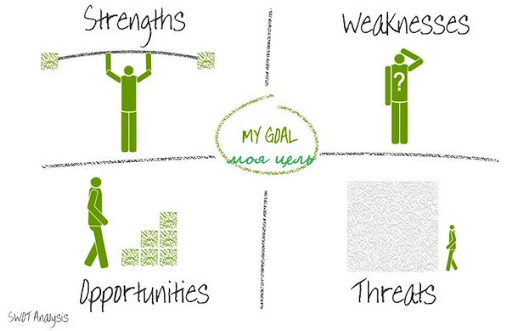 Strengths
Weaknesses
?
MY GOAL
моя цель
Opportunities
Threats
SWOT Analysis